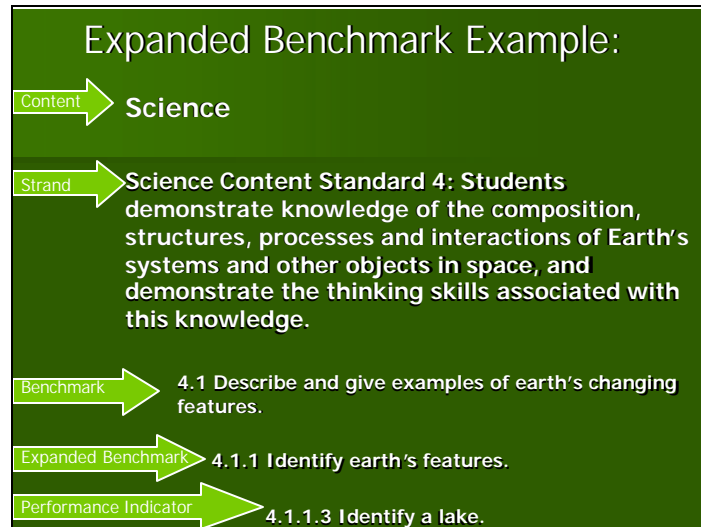 Expanded Benchmark Example:
Content
Science
Strand
Science Content Standard 4: Students
demonstrate knowledge of the composition,
structures, processes and interactions of Earth's
systems and other objects in space, and
demonstrate the thinking skills associated with
this knowledge.
Benchmark
4.1 Describe and give examples of earth's changing
features.
Expanded Benchmark
4.1.1 Identify earth's features.
Performance Indicator
4.1.1.3 Identify a lake.